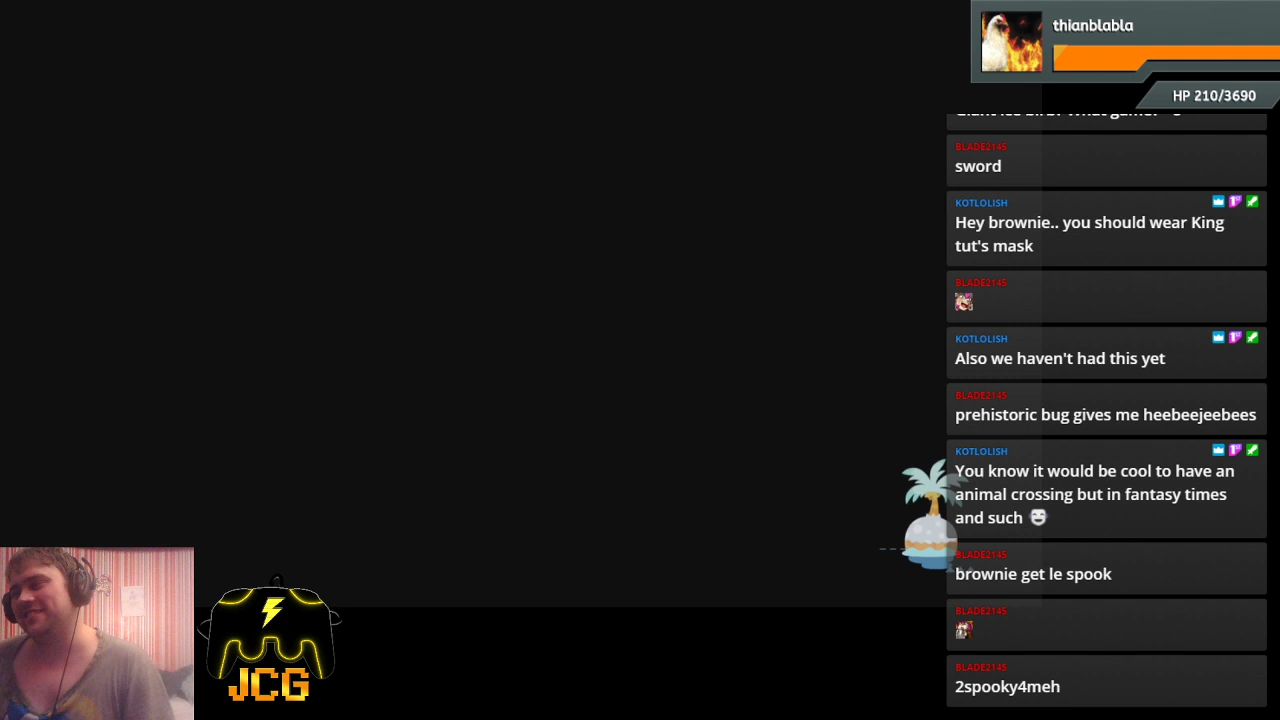 thianblabla
HP 210/3690
BLADE2145
sword
KOTLOLISH
Hey brownie.. you should wear King
tut's mask
BLADE2145
KOTLOLISH
Also we haven't had this yet
BLADE2145
prehistoric bug gives me heebeejeebees
KOTLOLISH
You know it would be cool to have an
animal crossing but in fantasy times
and such
BLADE2145
brownie get le spook
BLADE2145
BLADE2145
2spooky4meh
JCG